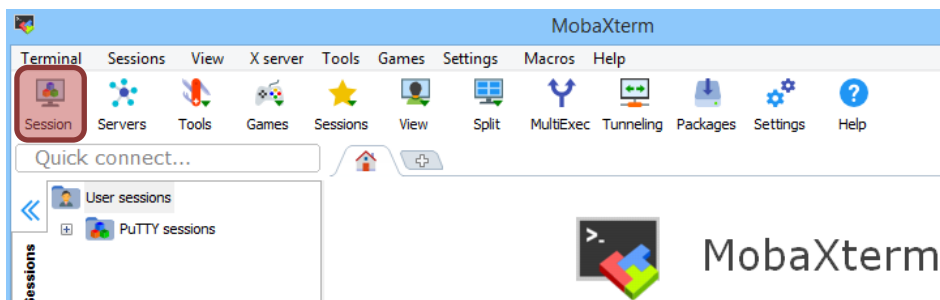 MobaXterm
Terminal Sessions View X server Tools Games Settings Macros Help
Session Servers Tools Games Sessions View Split MultiExec Tunneling Packages Settings Help
Quick connect...
User sessions
PuTTY sessions
Sessions
>_
MobaXterm